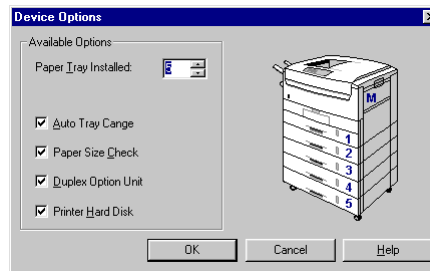 Device Options
Available Options
Paper Tray Installed: 5
Auto Tray Cange
Paper Size Check
Duplex Option Unit
Printer Hard Disk
M
1
2
3
4
5
OK Cancel Help